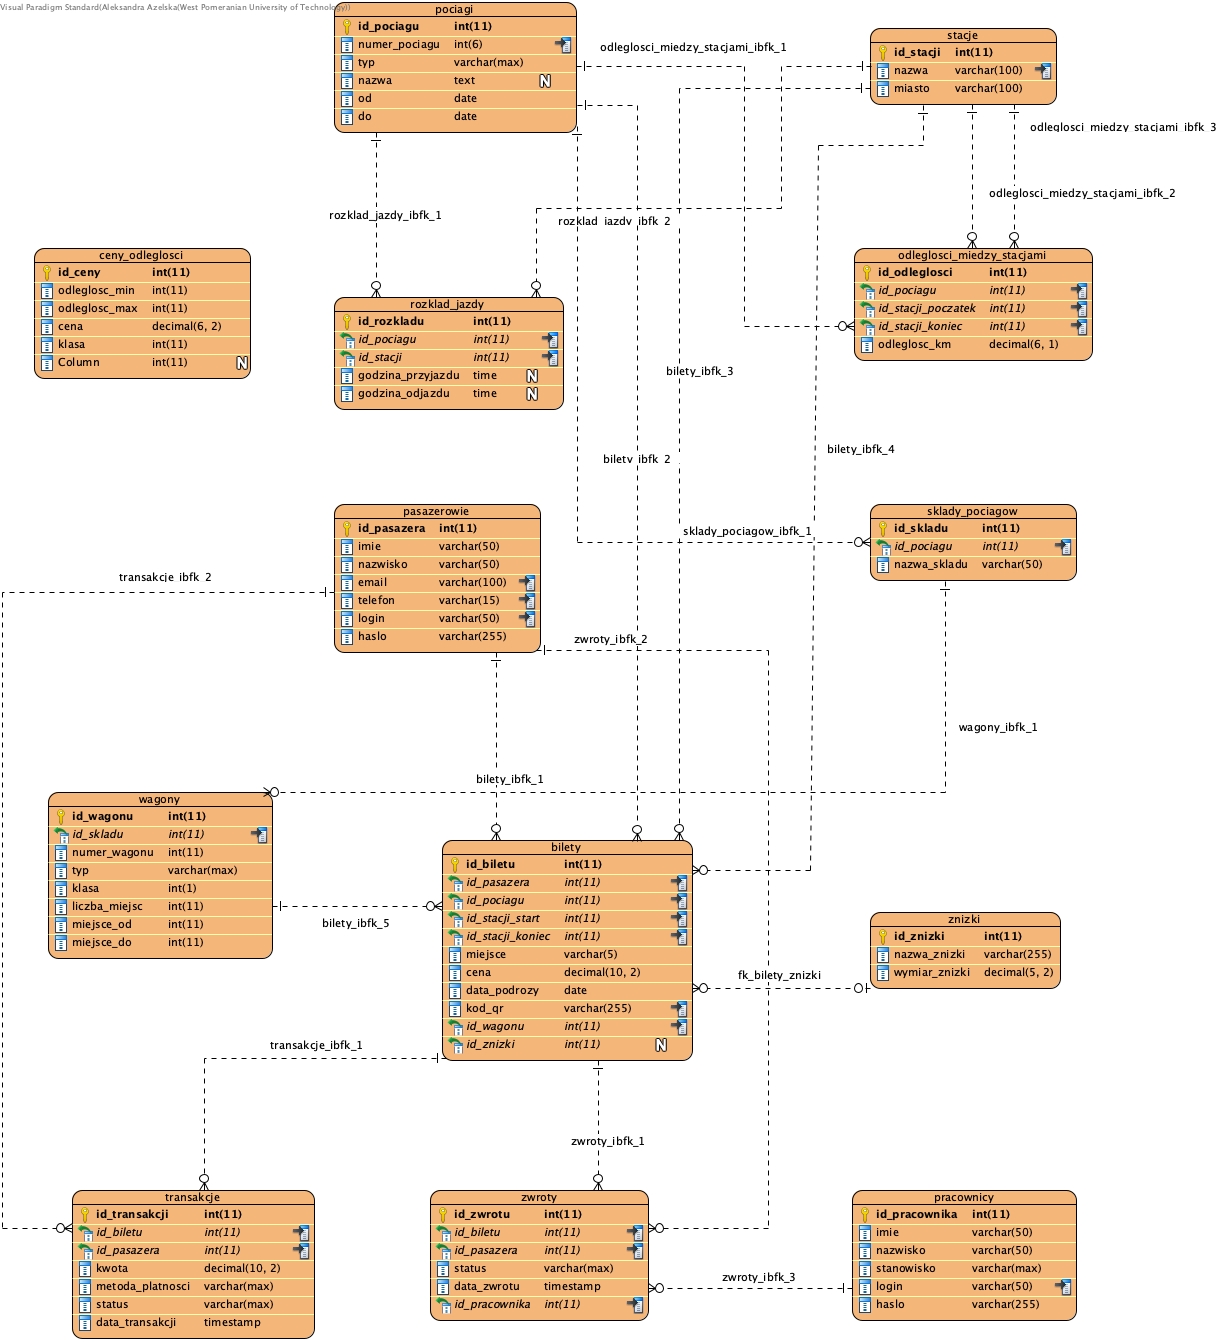 Visual Paradigm Standard(Aleksandra Azelska(West Pomeranian University of Technology))
pociagi
id_pociagu int(11)
numer_pociagu int(6)
typ varchar(max)
nazwa text N
od date
do date
stacje
id_stacji int(11)
nazwa varchar(100)
miasto varchar(100)
odleglosci_miedzy_stacjami_ibfk_1
odleglosci_miedzy_stacjami_ibfk_3
odleglosci_miedzy_stacjami_ibfk_2
rozklad_jazdy_ibfk_1
rozklad_jazdy_ibfk_2
ceny_odleglosci
id_ceny int(11)
odleglosc_min int(11)
odleglosc_max int(11)
cena decimal(6, 2)
klasa int(11)
Column int(11) N
rozklad_jazdy
id_rozkladu int(11)
id_pociagu int(11)
id_stacji int(11)
godzina_przyjazdu time N
godzina_odjazdu time N
odleglosci_miedzy_stacjami
id_odleglosci int(11)
id_pociagu int(11)
id_stacji_poczatek int(11)
id_stacji_koniec int(11)
odleglosc_km decimal(6, 1)
bilety_ibfk_3
bilety_ibfk_4
bilety_ibfk_2
pasazerowie
id_pasazera int(11)
imie varchar(50)
nazwisko varchar(50)
email varchar(100)
telefon varchar(15)
login varchar(50)
haslo varchar(255)
sklady_pociagow_ibfk_1
sklady_pociagow
id_skladu int(11)
id_pociagu int(11)
nazwa_skladu varchar(50)
transakcje_ibfk_2
zwroty_ibfk_2
wagony_ibfk_1
bilety_ibfk_1
wagony
id_wagonu int(11)
id_skladu int(11)
numer_wagonu int(11)
typ varchar(max)
klasa int(1)
liczba_miejsc int(11)
miejsce_od int(11)
miejsce_do int(11)
bilety_ibfk_5
bilety
id_biletu int(11)
id_pasazera int(11)
id_pociagu int(11)
id_stacji_start int(11)
id_stacji_koniec int(11)
miejsce varchar(5)
cena decimal(10, 2)
data_podrozy date
kod_qr varchar(255)
id_wagonu int(11)
id_znizki int(11) N
znizki
id_znizki int(11)
nazwa_znizki varchar(255)
wymiar_znizki decimal(5, 2)
fk_bilety_znizki
transakcje_ibfk_1
zwroty_ibfk_1
transakcje
id_transakcji int(11)
id_biletu int(11)
id_pasazera int(11)
kwota decimal(10, 2)
metoda_platnosci varchar(max)
status varchar(max)
data_transakcji timestamp
zwroty
id_zwrotu int(11)
id_biletu int(11)
id_pasazera int(11)
status varchar(max)
data_zwrotu timestamp
id_pracownika int(11)
zwroty_ibfk_3
pracownicy
id_pracownika int(11)
imie varchar(50)
nazwisko varchar(50)
stanowisko varchar(max)
login varchar(50)
haslo varchar(255)